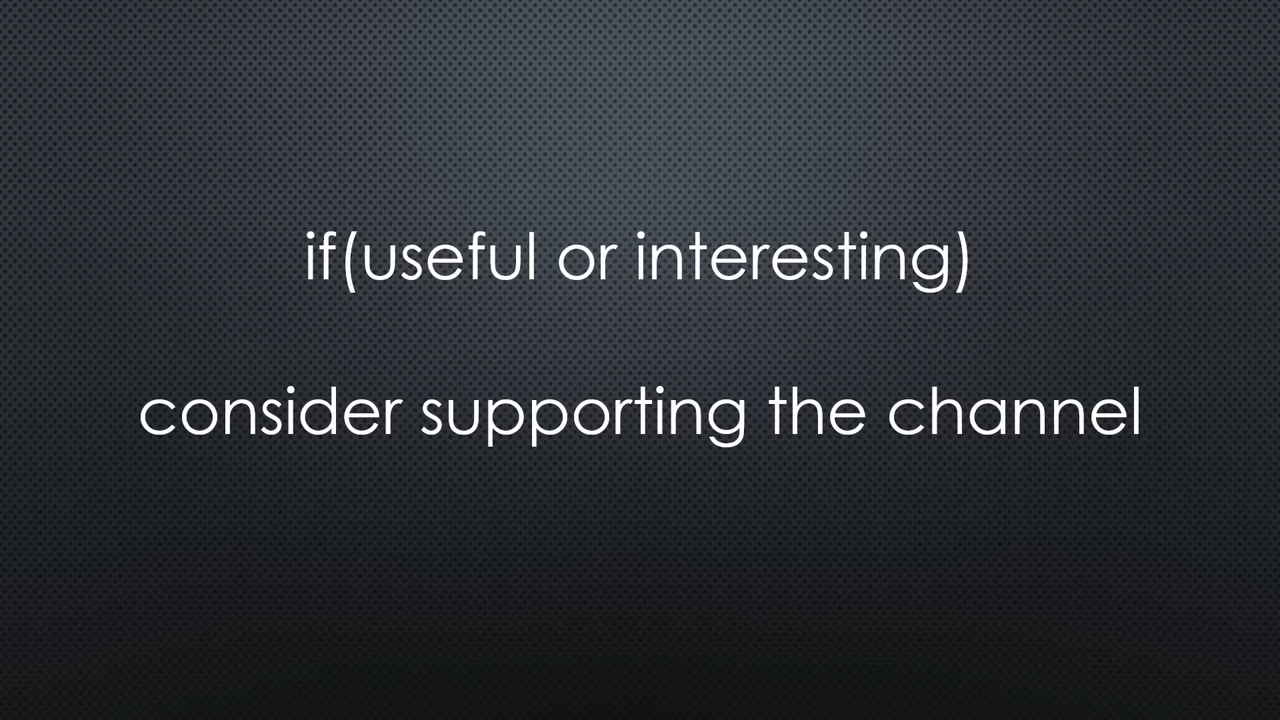 if(useful or interesting)
consider supporting the channel